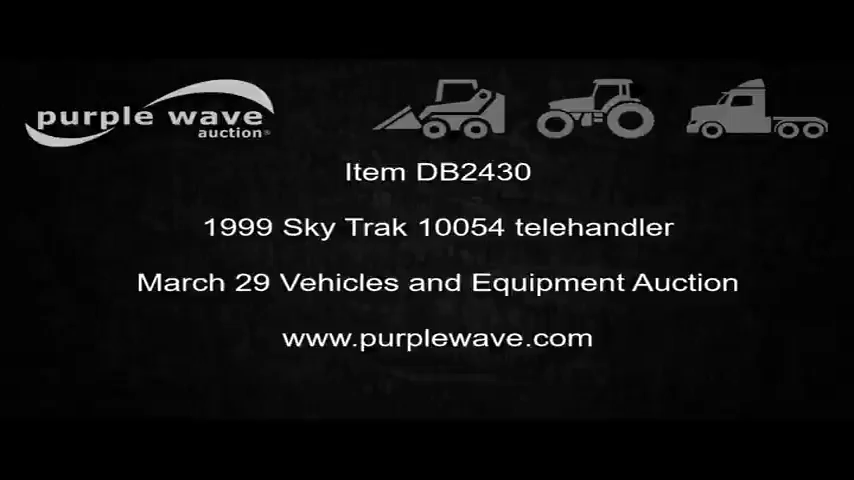 purple wave
auction®
Item DB2430
1999 Sky Trak 10054 telehandler
March 29 Vehicles and Equipment Auction
www.purplewave.com